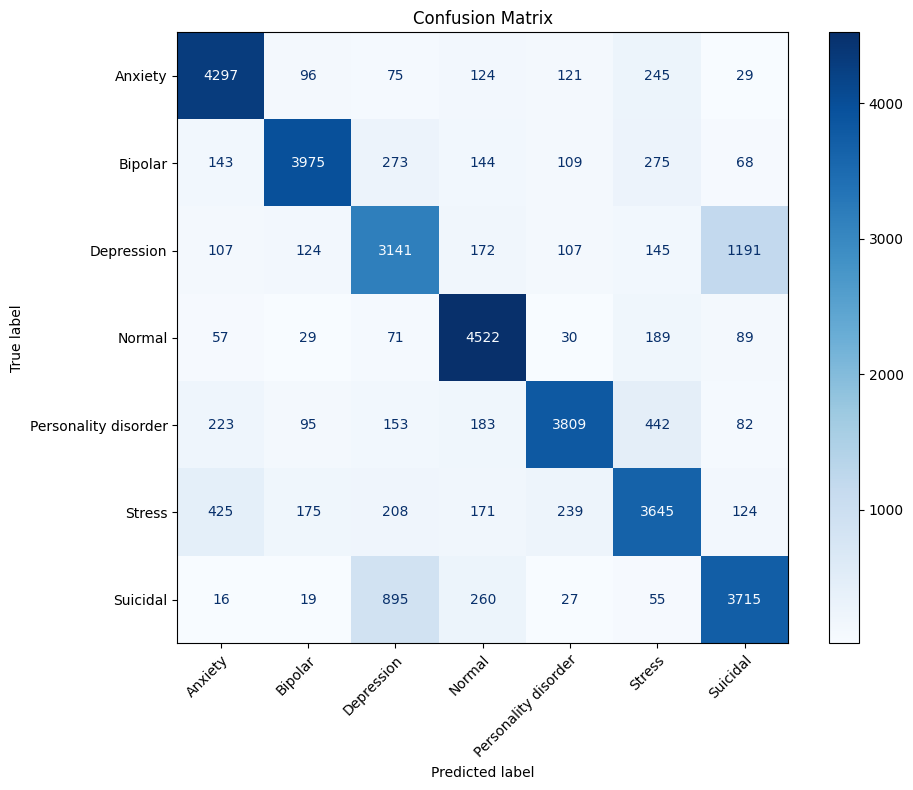 Confusion Matrix
True label
Anxiety 4297 96 75 124 121 245 29
Bipolar 143 3975 273 144 109 275 68
Depression 107 124 3141 172 107 145 1191
Normal 57 29 71 4522 30 189 89
Personality disorder 223 95 153 183 3809 442 82
Stress 425 175 208 171 239 3645 124
Suicidal 16 19 895 260 27 55 3715
Anxiety Bipolar Depression Normal Personality disorder Stress Suicidal
Predicted label
4000
3000
2000
1000